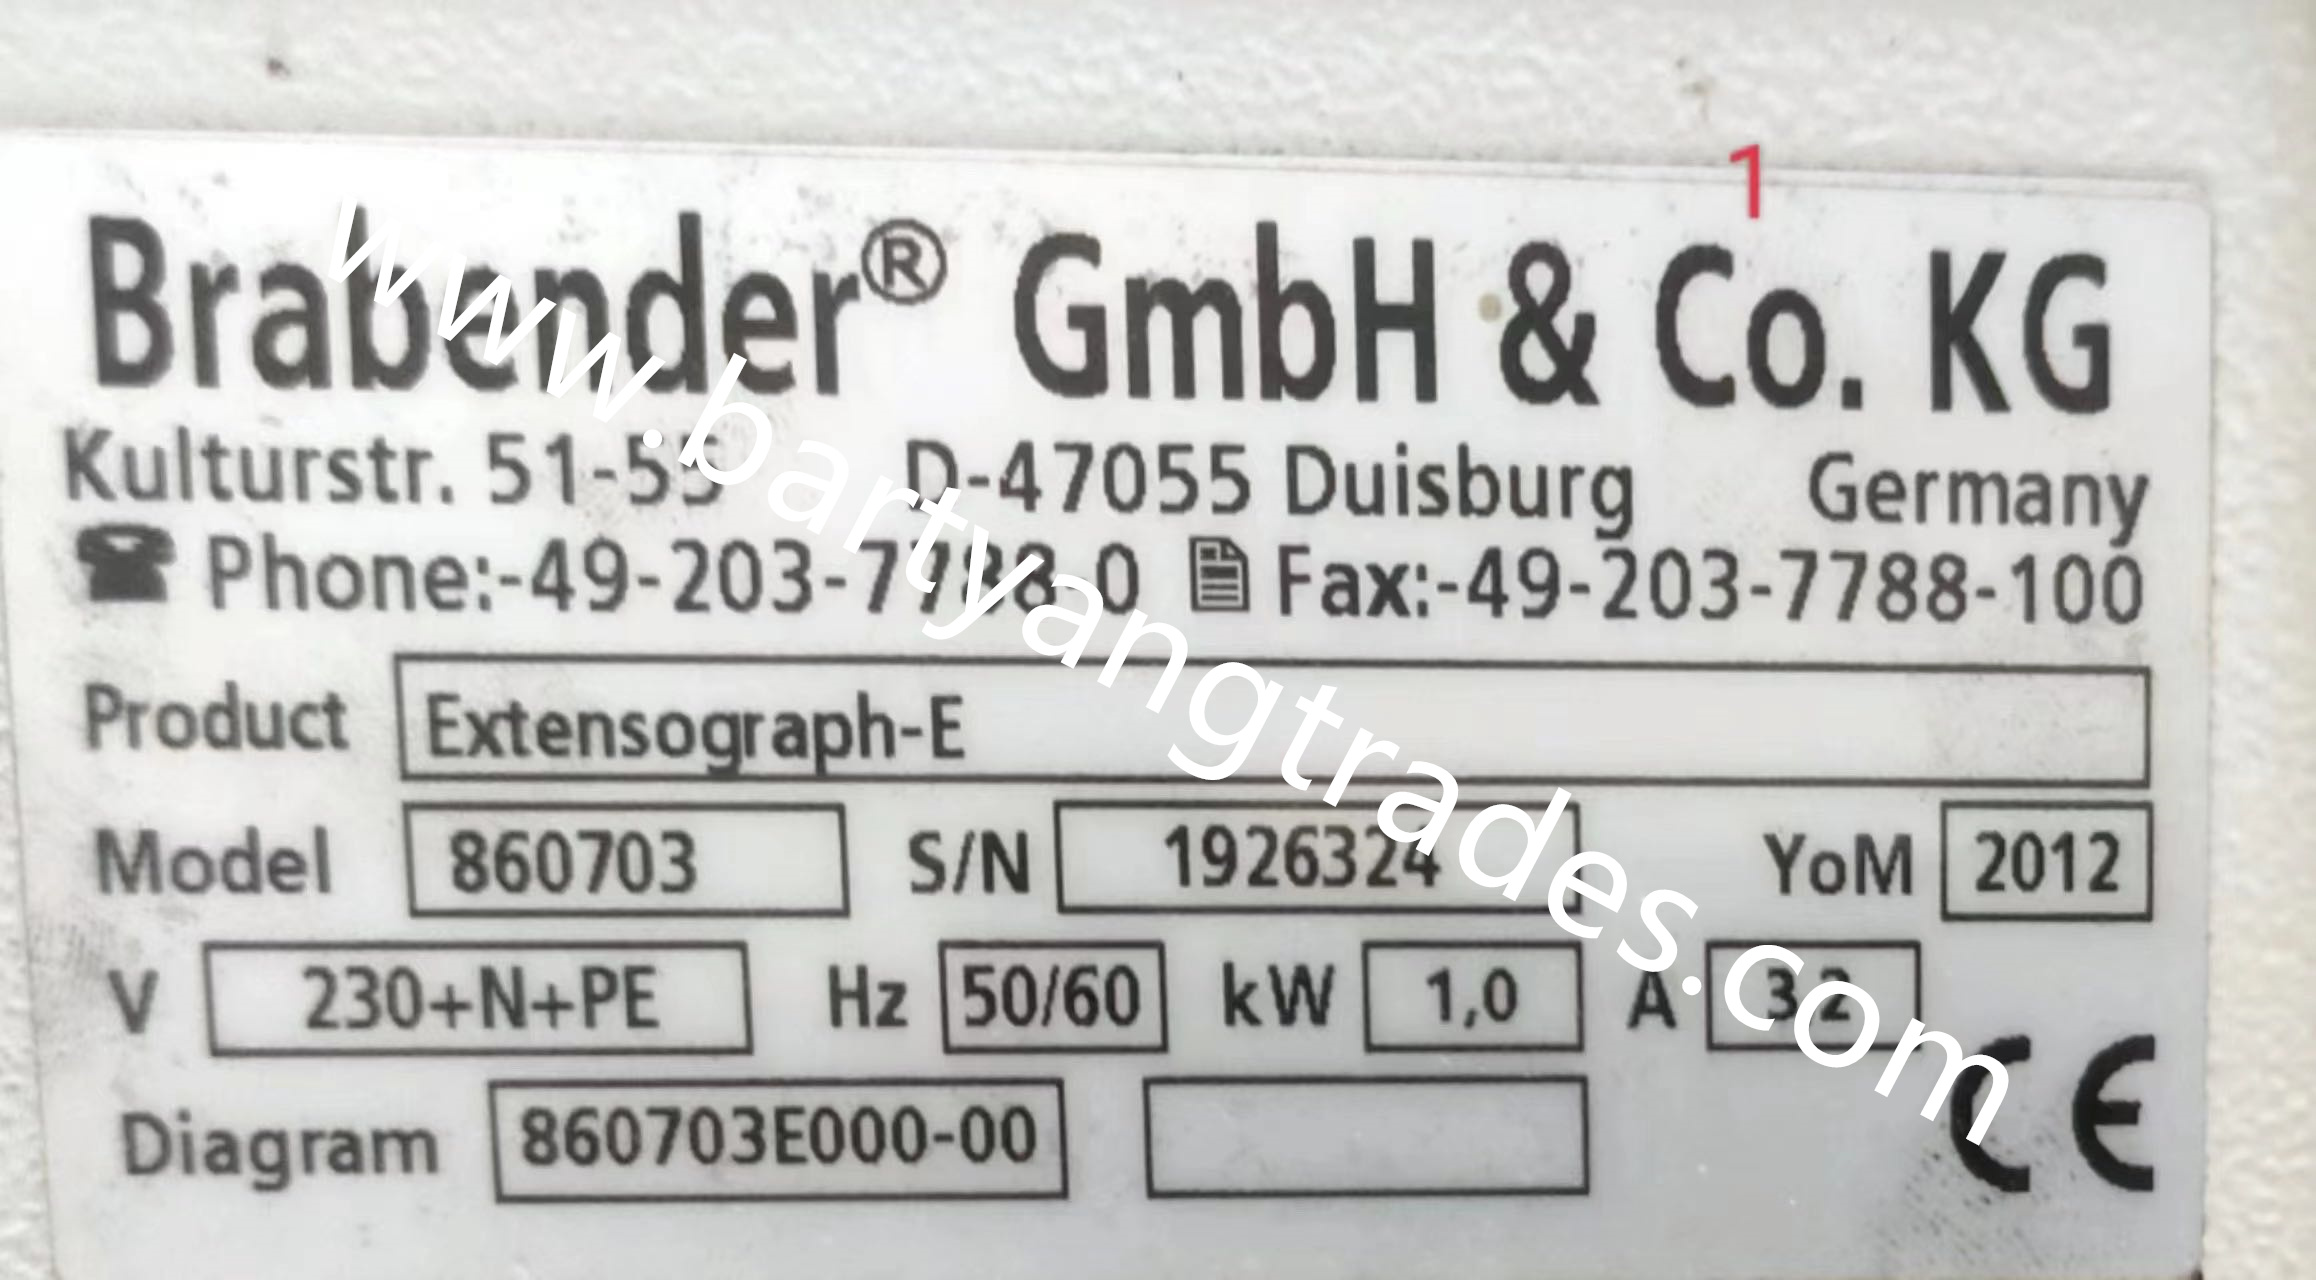 1
Brabender® GmbH & Co. KG
Kulturstr. 51-55 D-47055 Duisburg Germany
Phone:-49-203-7788-0 Fax:-49-203-7788-100
Product Extensograph-E
Model 860703 S/N 1926324 YoM 2012
V 230+N+PE Hz 50/60 kW 1,0 A 3,2
Diagram 860703E000-00
CE
www.bartyangtrades.com